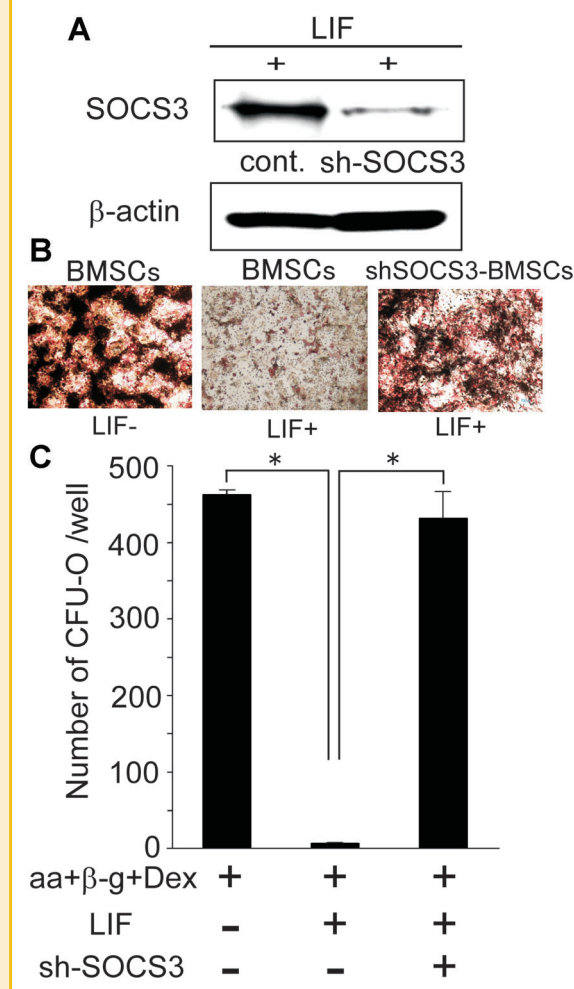 A
LIF
+ +
SOCS3
cont. sh-SOCS3
β-actin
B
BMSCs BMSCs shSOCS3-BMSCs
LIF- LIF+ LIF+
C
Number of CFU-O /well
500
400
300
200
100
0
* *
aa+β-g+Dex + + +
LIF - + +
sh-SOCS3 - - +